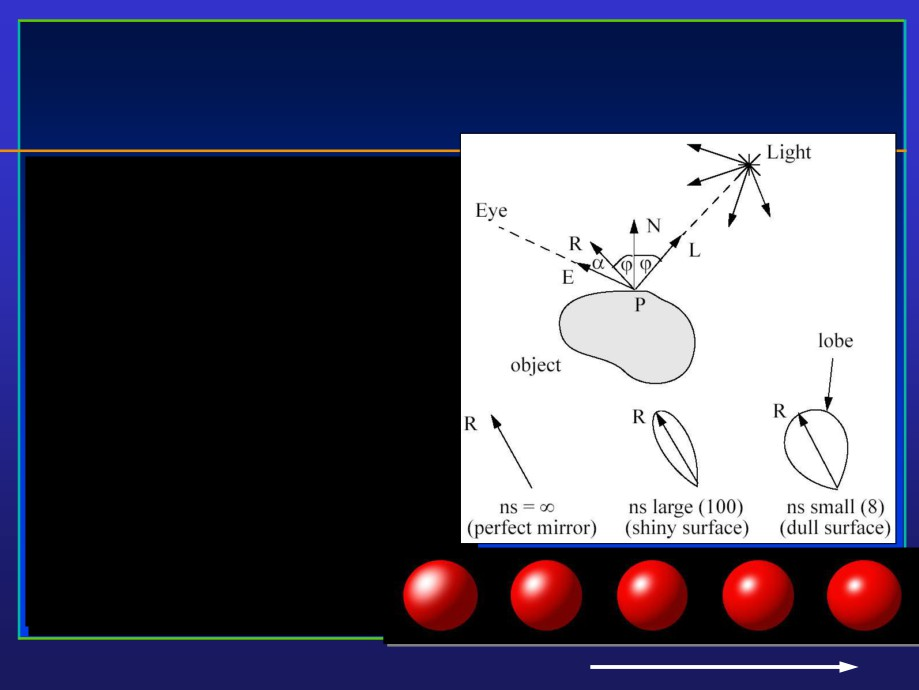 Light
Eye
N
R
L
α
φ φ
E
P
lobe
object
R
R
R
ns = ∞
(perfect mirror)
ns large (100)
(shiny surface)
ns small (8)
(dull surface)